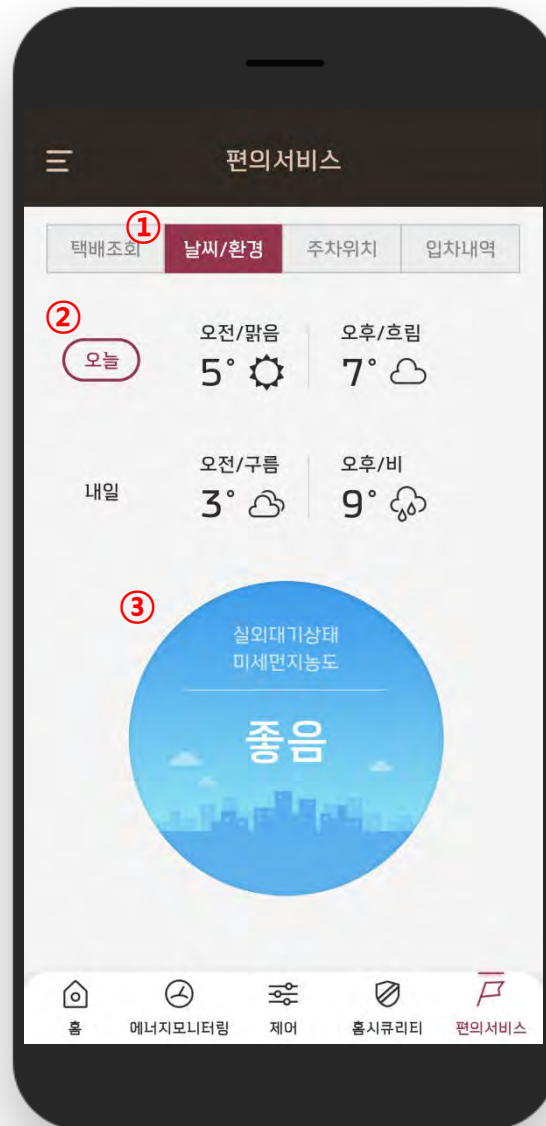 편의서비스
①
택배조회 날씨/환경 주차위치 입차내역
②
오늘
오전/맑음 오후/흐림
5° 7°
내일
오전/구름 오후/비
3° 9°
③
실외대기상태
미세먼지농도
좋음
홈 에너지모니터링 제어 홈시큐리티 편의서비스